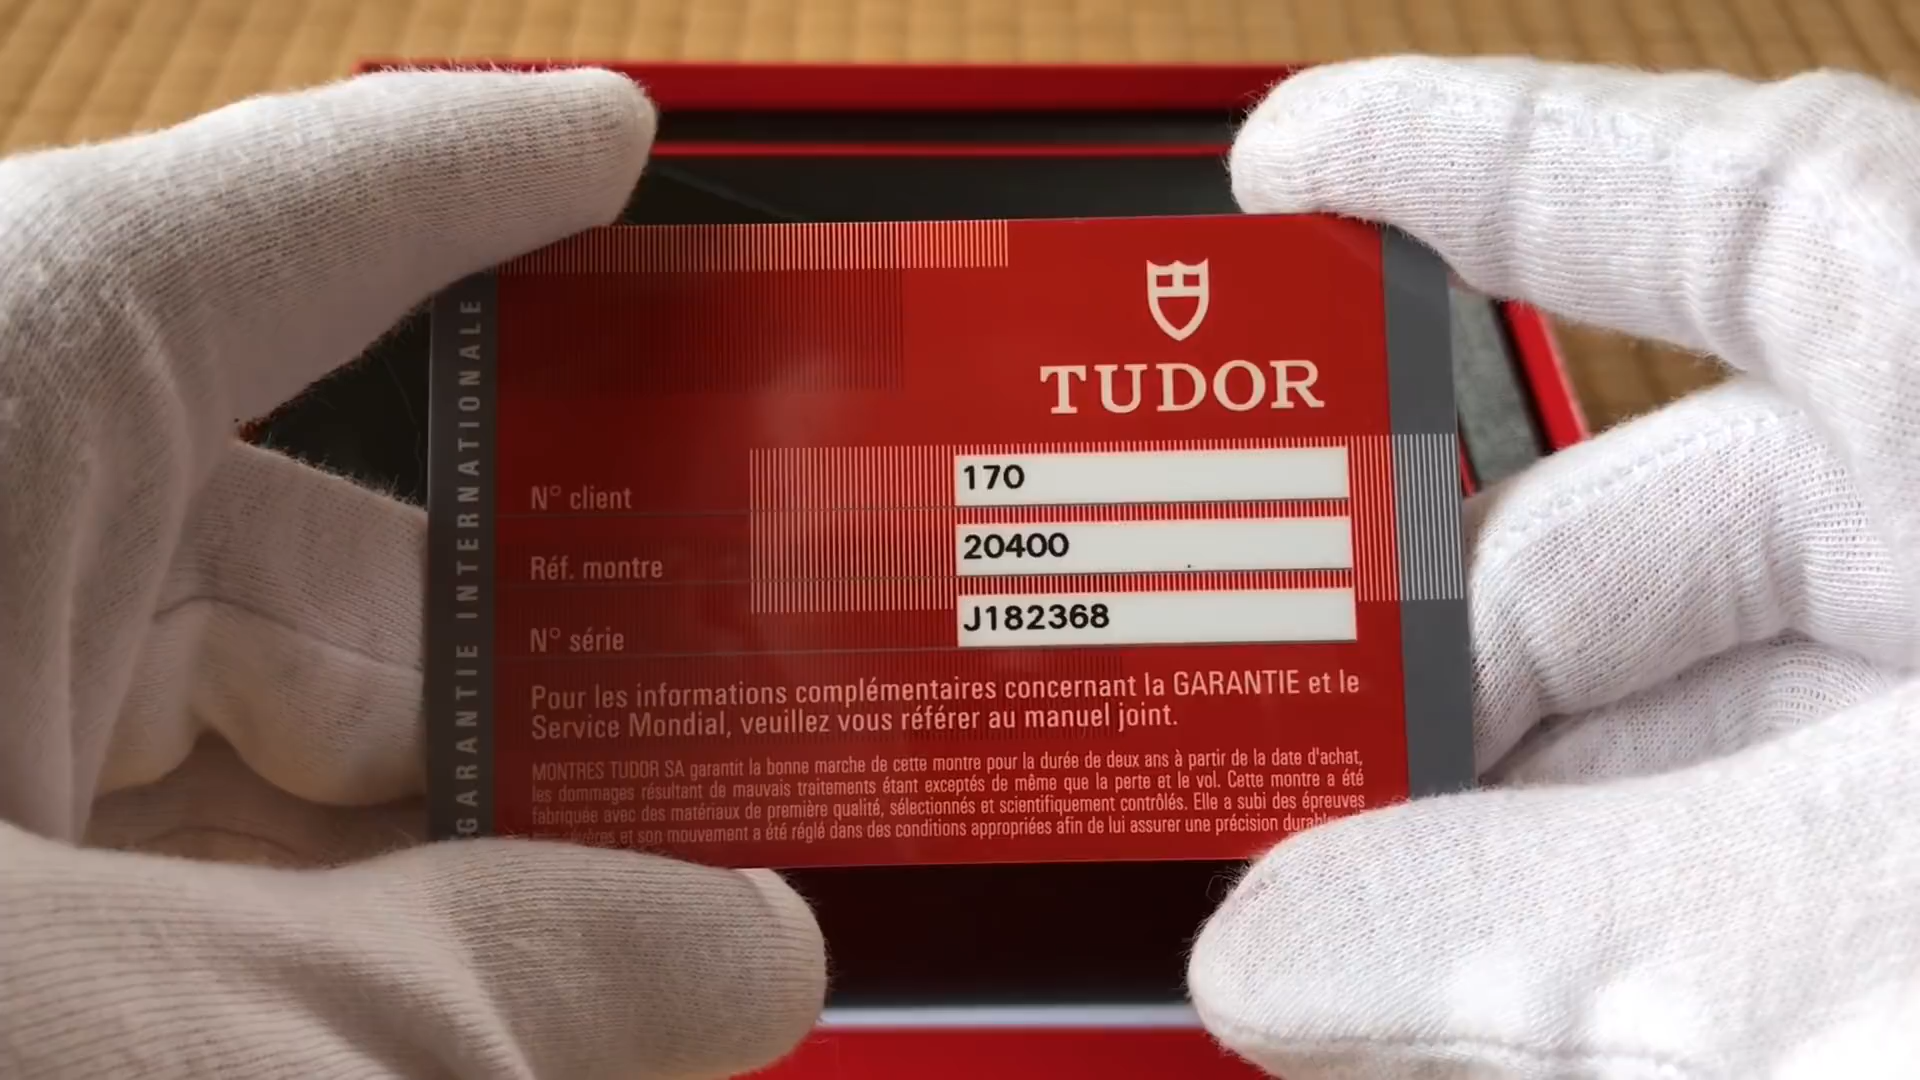 GARANTIE INTERNATIONALE
TUDOR
N° client 170
Réf. montre 20400
N° série J182368
Pour les informations complémentaires concernant la GARANTIE et le
Service Mondial, veuillez vous référer au manuel joint.
MONTRES TUDOR SA garantit la bonne marche de cette montre pour la durée de deux ans à partir de la date d'achat,
les dommages résultant de mauvais traitements étant exceptés de même que la perte et le vol. Cette montre a été
fabriquée avec des matériaux de première qualité, sélectionnés et scientifiquement contrôlés. Elle a subi des épreuves
et son mouvement a été réglé dans des conditions appropriées afin de lui assurer une précision